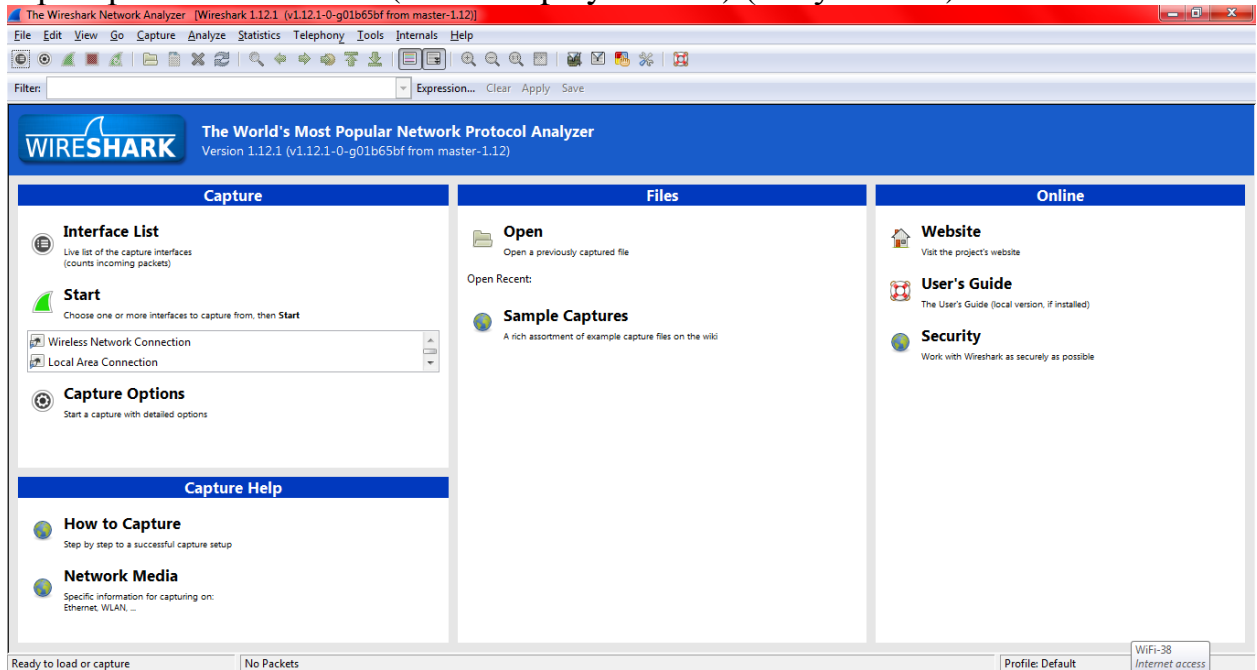 The Wireshark Network Analyzer [Wireshark 1.12.1 (v1.12.1-0-g01b65bf from master-1.12)]
File Edit View Go Capture Analyze Statistics Telephony Tools Internals Help
Filter: Expression... Clear Apply Save
WIRESHARK
The World's Most Popular Network Protocol Analyzer
Version 1.12.1 (v1.12.1-0-g01b65bf from master-1.12)
Capture
Interface List
Live list of the capture interfaces
(counts incoming packets)
Start
Choose one or more interfaces to capture from, then Start
Wireless Network Connection
Local Area Connection
Capture Options
Start a capture with detailed options
Capture Help
How to Capture
Step by step to a successful capture setup
Network Media
Specific information for capturing on:
Ethernet, WLAN, ...
Files
Open
Open a previously captured file
Open Recent:
Sample Captures
A rich assortment of example capture files on the wiki
Online
Website
Visit the project's website
User's Guide
The User's Guide (local version, if installed)
Security
Work with Wireshark as securely as possible
Ready to load or capture
No Packets
Profile: Default
WiFi-38
Internet access